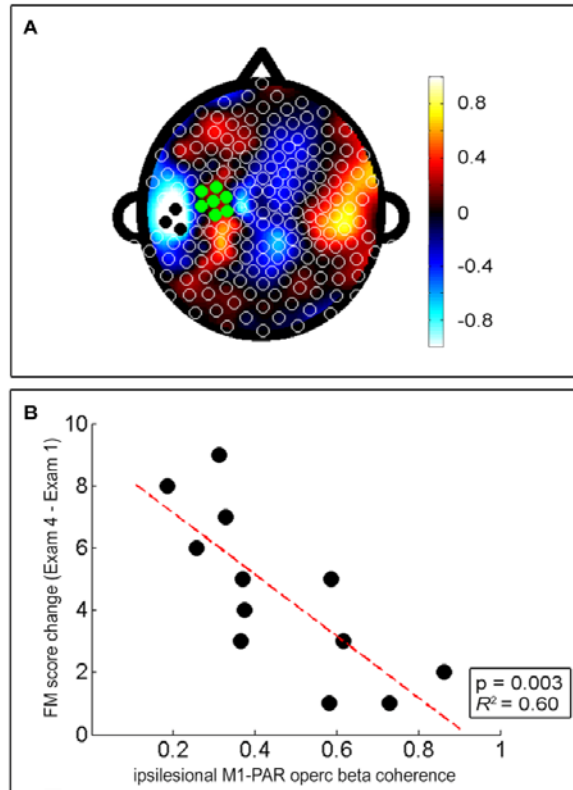 A
0.8
0.4
0
-0.4
-0.8
B
10
8
6
4
2
0
FM score change (Exam 4 - Exam 1)
p = 0.003
R² = 0.60
0.2 0.4 0.6 0.8 1
ipsilesional M1-PAR operc beta coherence